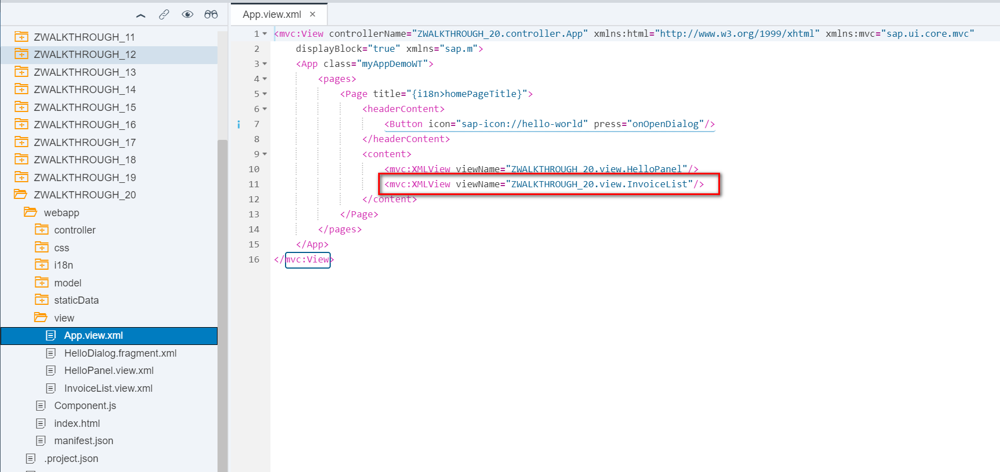 App.view.xml ×
ZWALKTHROUGH_11
ZWALKTHROUGH_12
ZWALKTHROUGH_13
ZWALKTHROUGH_14
ZWALKTHROUGH_15
ZWALKTHROUGH_16
ZWALKTHROUGH_17
ZWALKTHROUGH_18
ZWALKTHROUGH_19
ZWALKTHROUGH_20
webapp
controller
css
i18n
model
staticData
view
App.view.xml
HelloDialog.fragment.xml
HelloPanel.view.xml
InvoiceList.view.xml
Component.js
index.html
manifest.json
.project.json
1 <mvc:View controllerName="ZWALKTHROUGH_20.controller.App" xmlns:html="http://www.w3.org/1999/xhtml" xmlns:mvc="sap.ui.core.mvc"
2 displayBlock="true" xmlns="sap.m">
3 <App class="myAppDemoWT">
4 <pages>
5 <Page title="{i18n>homePageTitle}">
6 <headerContent>
7 <Button icon="sap-icon://hello-world" press="onOpenDialog"/>
8 </headerContent>
9 <content>
10 <mvc:XMLView viewName="ZWALKTHROUGH_20.view.HelloPanel"/>
11 <mvc:XMLView viewName="ZWALKTHROUGH_20.view.InvoiceList"/>
12 </content>
13 </Page>
14 </pages>
15 </App>
16 </mvc:View>